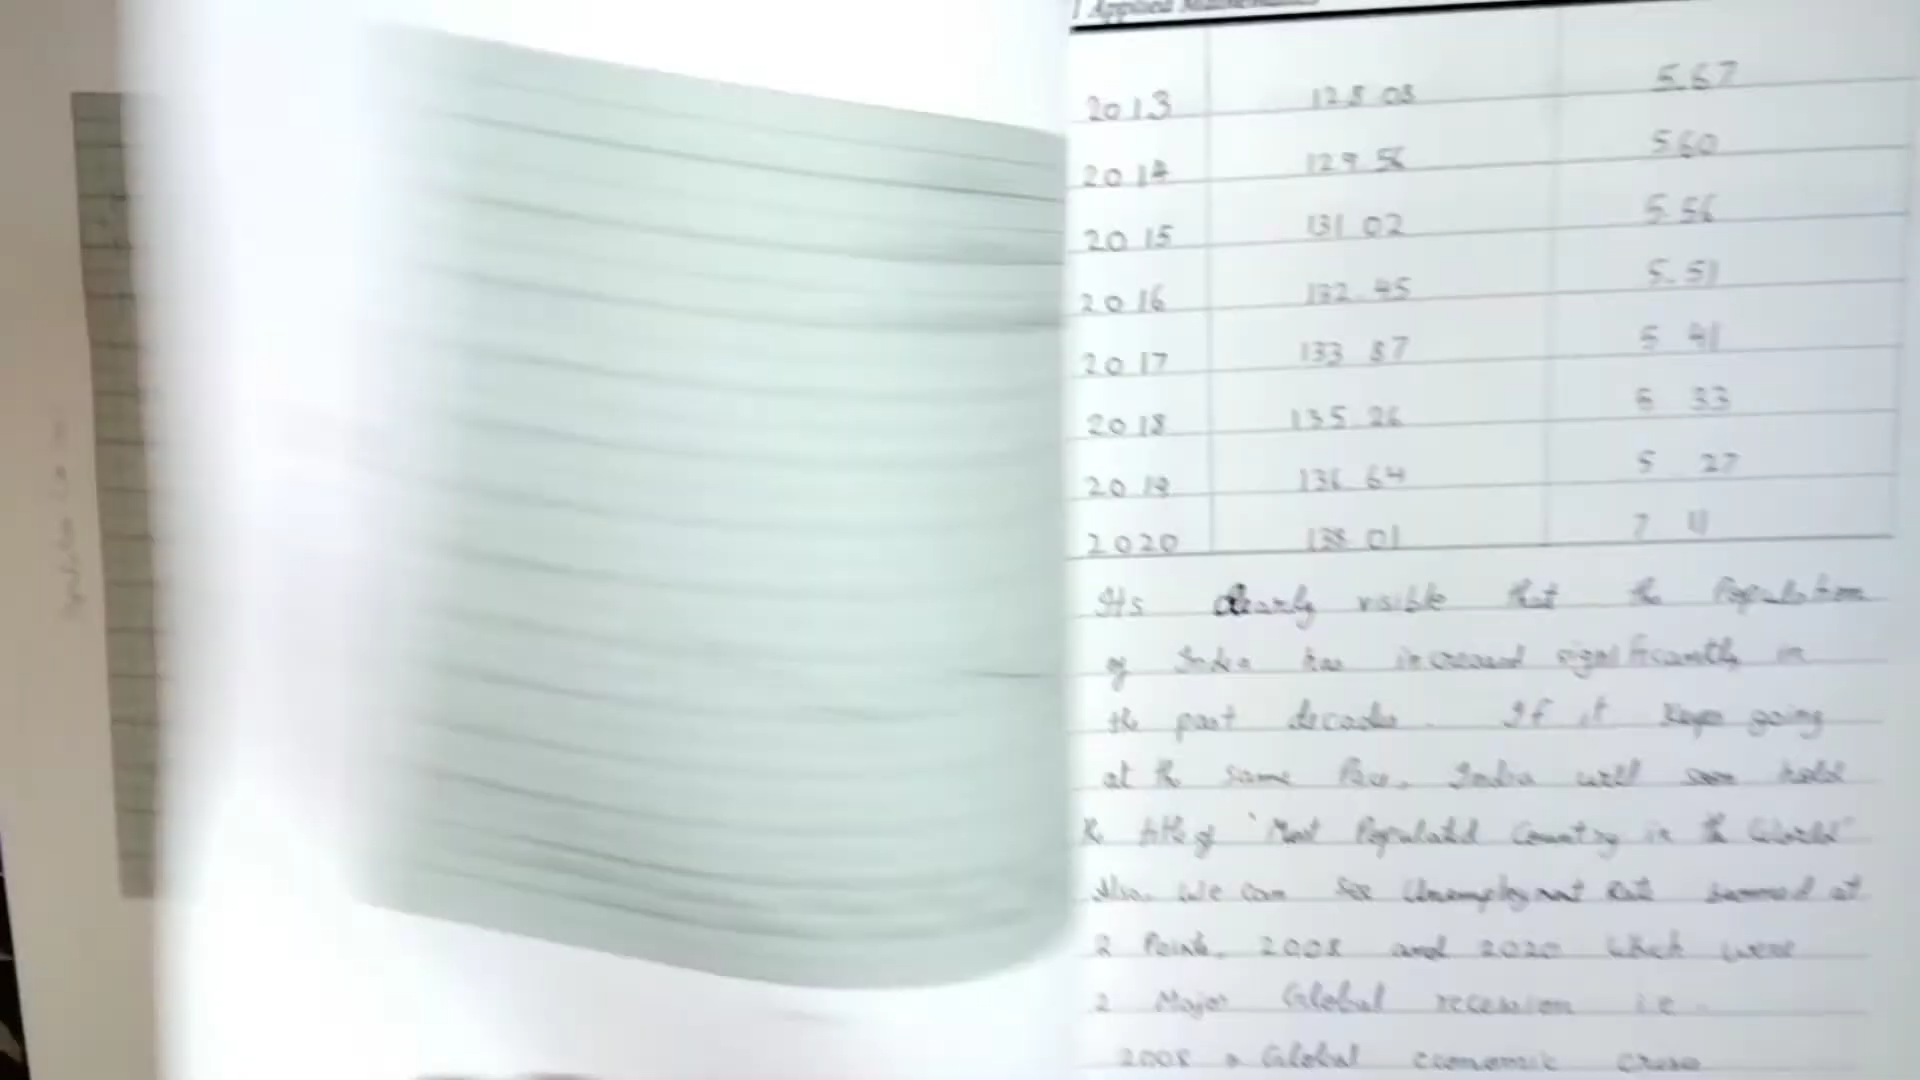 Applied Mathematics
2013 128.08 5.67
2014 129.56 5.60
2015 131.02 5.56
2016 132.45 5.51
2017 133.87 5.41
2018 135.26 5.33
2019 136.64 5.27
2020 138.01 7.11
Its clearly visible that the Population
of India has increased significantly in
the past decades. If it keeps going
at the same Pace, India will soon hold
the title of "Most Populated Country in the World"
Also, We can see Unemployment Rate at
2 Points, 2008 and 2020 which were
2 Major Global recession i.e.
2008 Global economic